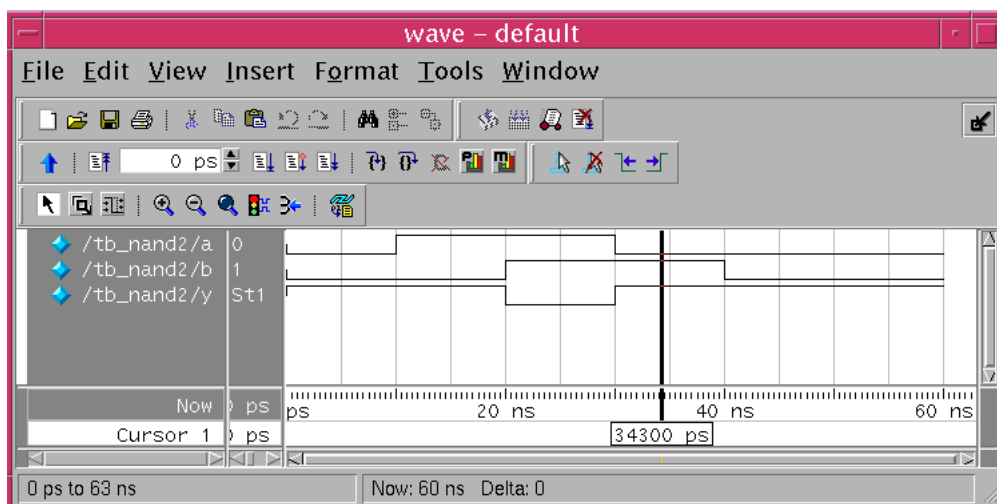 wave – default
File Edit View Insert Format Tools Window
0 ps
/tb_nand2/a 0
/tb_nand2/b 1
/tb_nand2/y St1
Now ps ps 20 ns 40 ns 60 ns
Cursor 1 ps 34300 ps
0 ps to 63 ns Now: 60 ns Delta: 0